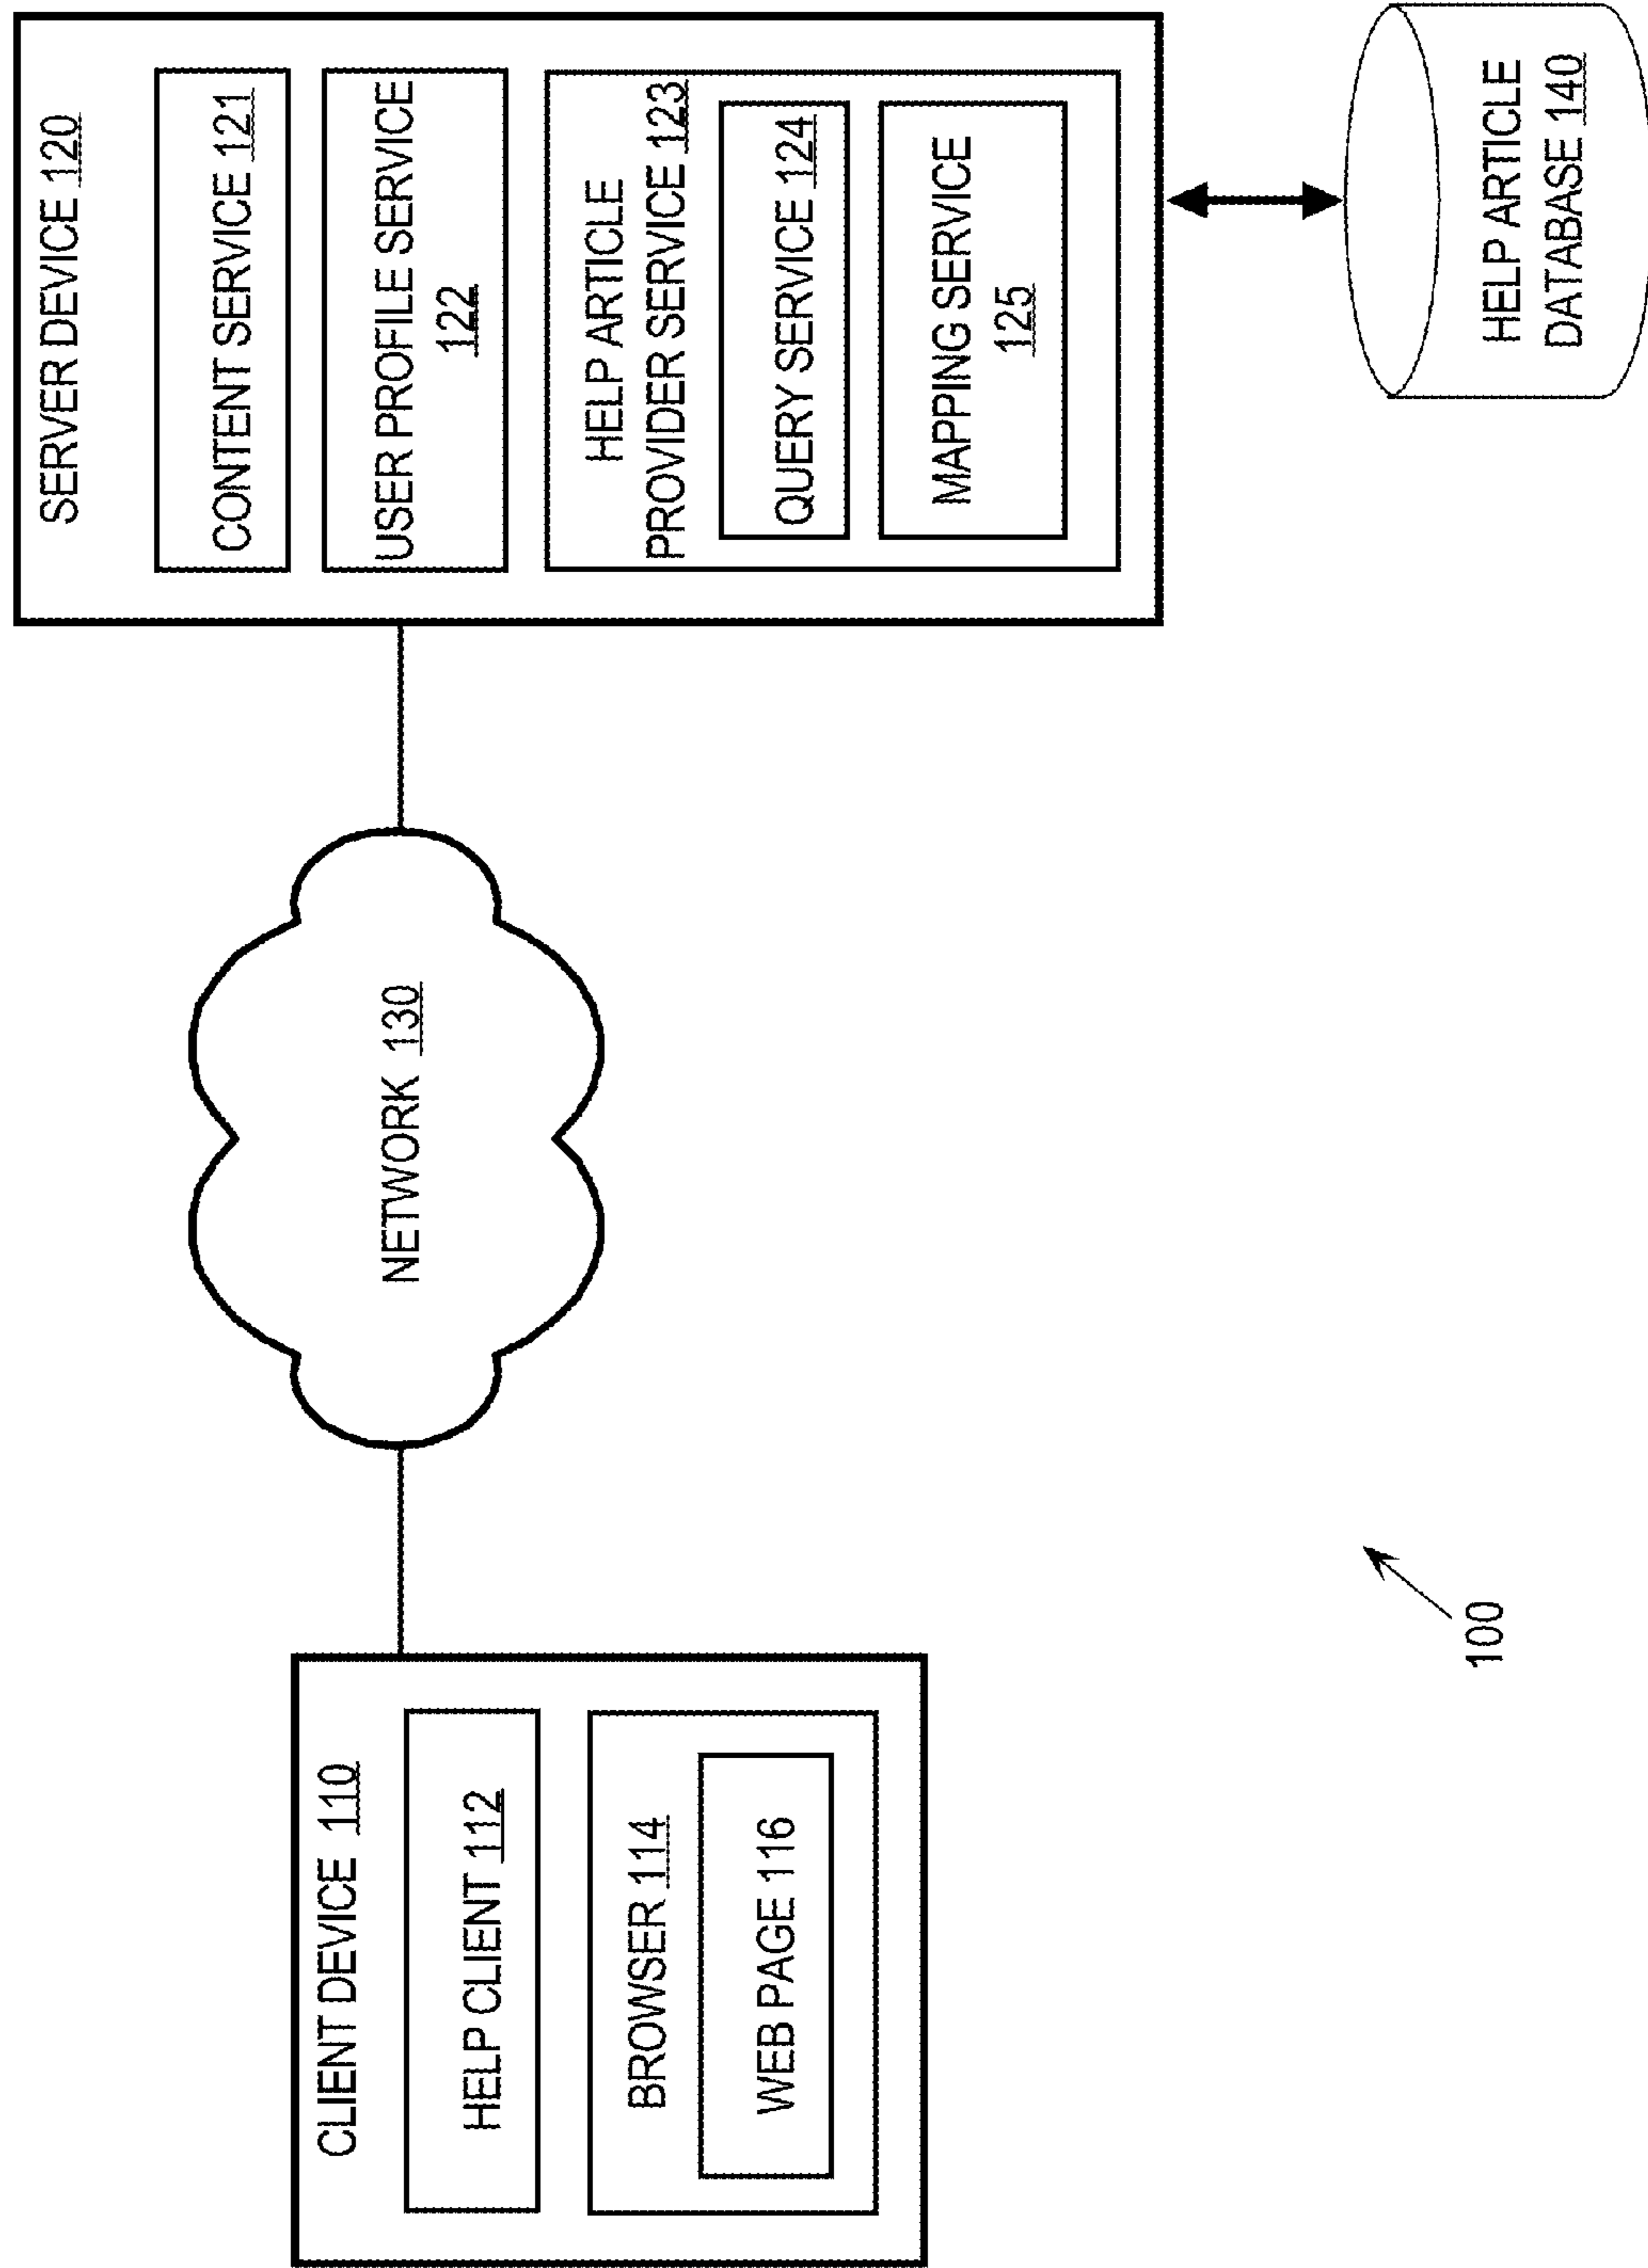 CLIENT DEVICE 110
HELP CLIENT 112
BROWSER 114
WEB PAGE 116
NETWORK 130
SERVER DEVICE 120
CONTENT SERVICE 121
USER PROFILE SERVICE
122
HELP ARTICLE
PROVIDER SERVICE 123
QUERY SERVICE 124
MAPPING SERVICE
125
HELP ARTICLE
DATABASE 140
100